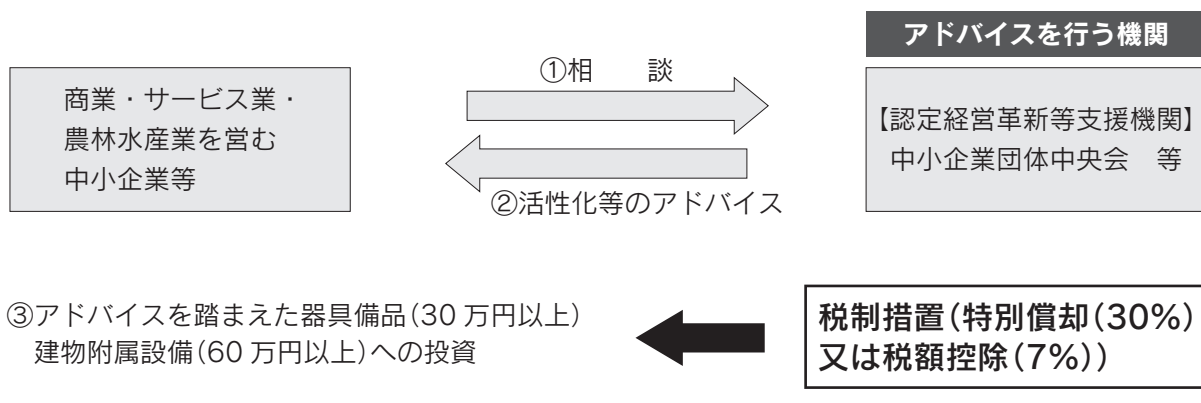 アドバイスを行う機関
①相　　談
商業・サービス業・
農林水産業を営む
中小企業等
【認定経営革新等支援機関】
中小企業団体中央会　等
②活性化等のアドバイス
③アドバイスを踏まえた器具備品(30 万円以上)
建物附属設備(60 万円以上)への投資
税制措置(特別償却(30%)
又は税額控除(7%))